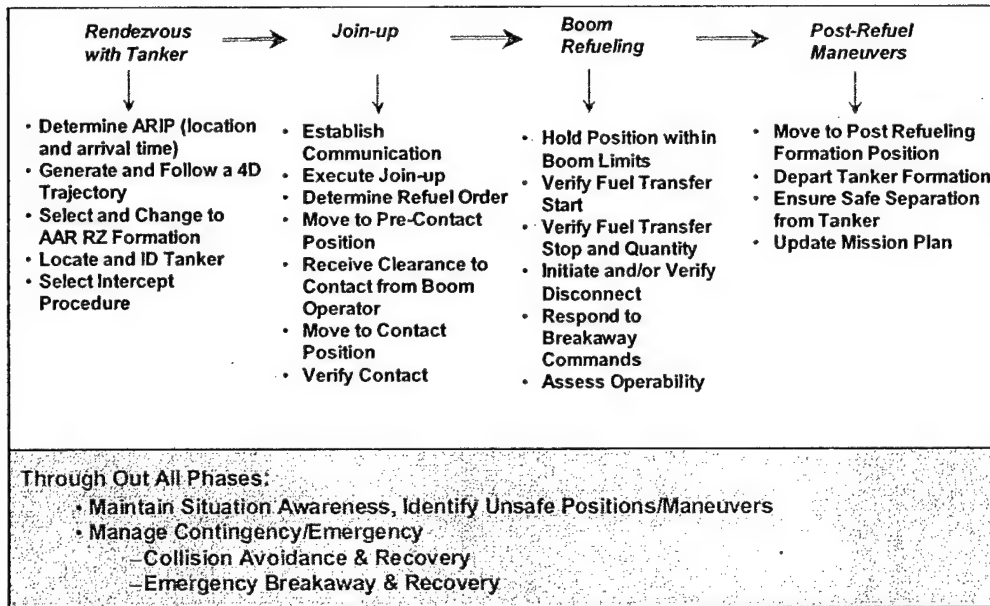 Rendezvous
with Tanker
• Determine ARIP (location
and arrival time)
• Generate and Follow a 4D
Trajectory
• Select and Change to
AAR RZ Formation
• Locate and ID Tanker
• Select Intercept
Procedure
Join-up
• Establish
Communication
• Execute Join-up
• Determine Refuel Order
• Move to Pre-Contact
Position
• Receive Clearance to
Contact from Boom
Operator
• Move to Contact
Position
• Verify Contact
Boom
Refueling
• Hold Position within
Boom Limits
• Verify Fuel Transfer
Start
• Verify Fuel Transfer
Stop and Quantity
• Initiate and/or Verify
Disconnect
• Respond to
Breakaway
Commands
• Assess Operability
Post-Refuel
Maneuvers
• Move to Post Refueling
Formation Position
• Depart Tanker Formation
• Ensure Safe Separation
from Tanker
• Update Mission Plan
Through Out All Phases:
• Maintain Situation Awareness, Identify Unsafe Positions/Maneuvers
• Manage Contingency/Emergency
–Collision Avoidance & Recovery
–Emergency Breakaway & Recovery